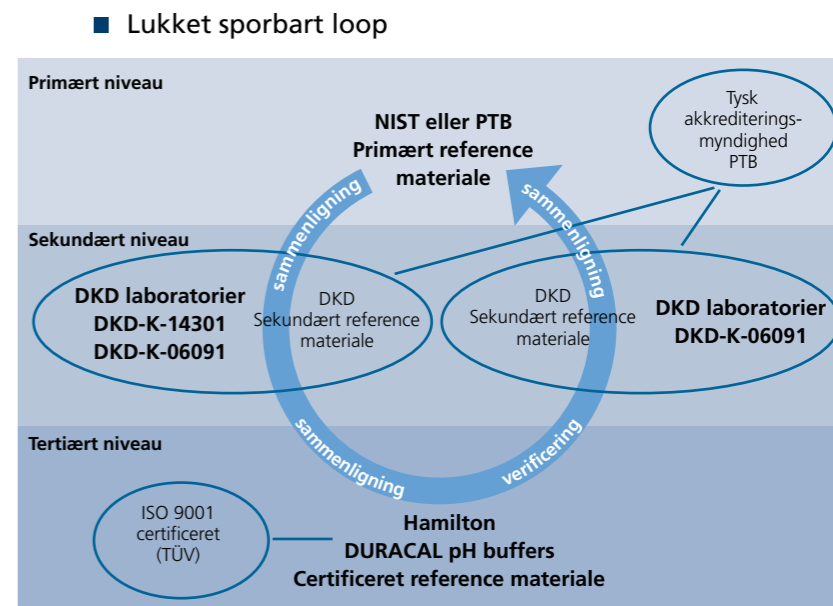 Lukket sporbart loop
Primært niveau
NIST eller PTB
Primært reference
materiale
Tysk
akkrediterings-
myndighed
PTB
sammenligning
sammenligning
Sekundært niveau
DKD laboratorier
DKD-K-14301
DKD-K-06091
DKD
Sekundært reference
materiale
DKD
Sekundært reference
materiale
DKD laboratorier
DKD-K-06091
sammenligning
verificering
Tertiært niveau
ISO 9001
certificeret
(TÜV)
Hamilton
DURACAL pH buffers
Certificeret reference materiale